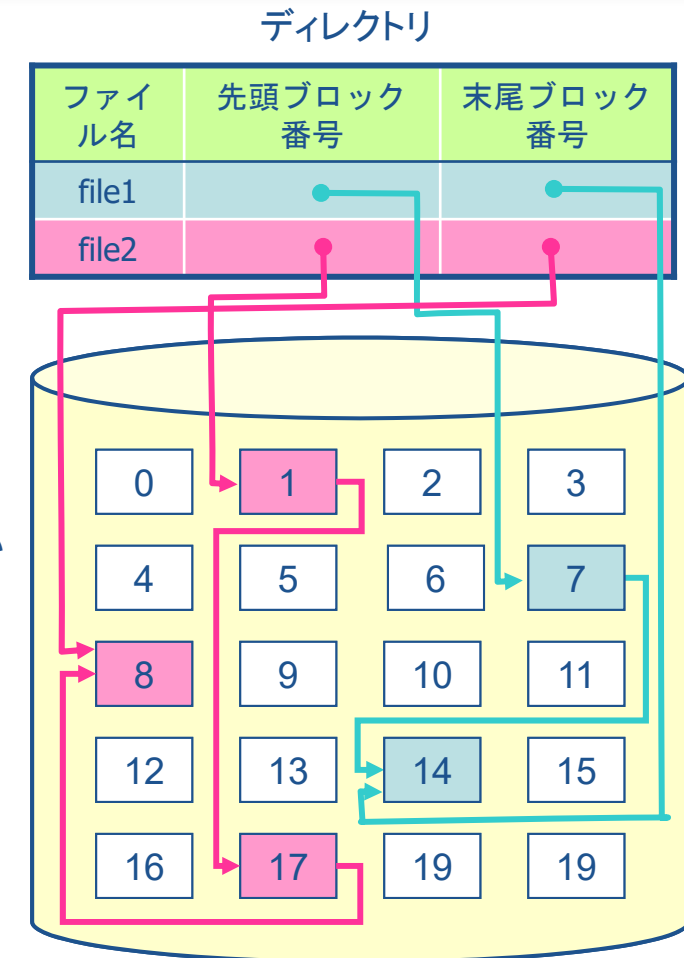 ディレクトリ
ファイ
ル名
先頭ブロック
番号
末尾ブロック
番号
file1
file2
0 1 2 3
4 5 6 7
8 9 10 11
12 13 14 15
16 17 19 19